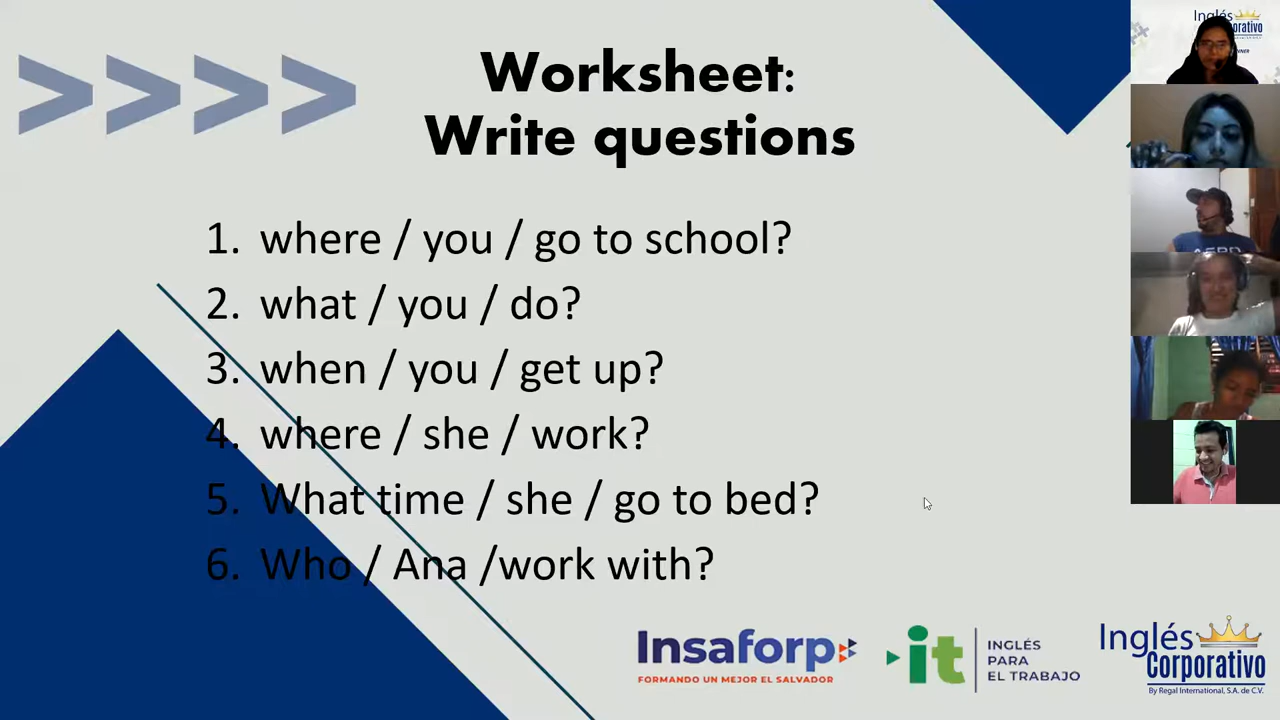 Worksheet:
Write questions
1. where / you / go to school?
2. what / you / do?
3. when / you / get up?
4. where / she / work?
5. What time / she / go to bed?
6. Who / Ana /work with?
Insaforp
FORMANDO UN MEJOR EL SALVADOR
it
INGLÉS
PARA
EL TRABAJO
Inglés
Corporativo
By Regal International, S.A. de C.V.
Inglés